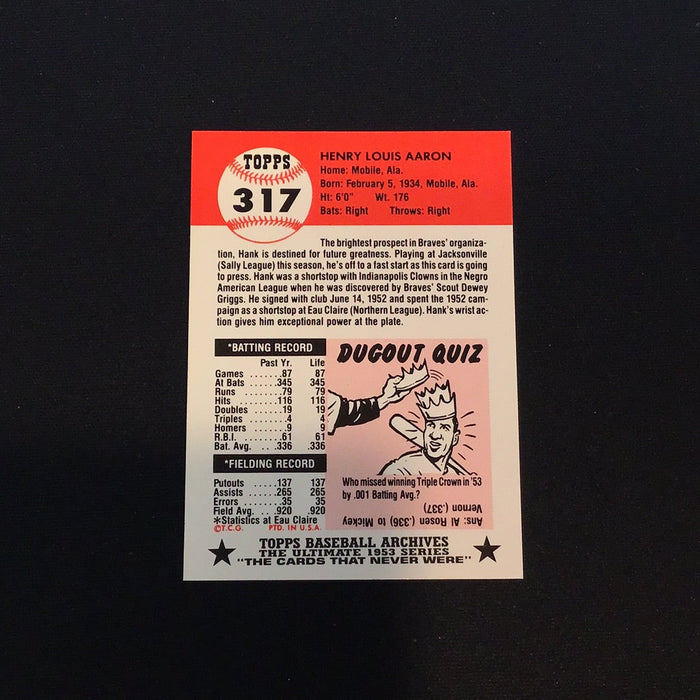 TOPPS
317
HENRY LOUIS AARON
Home: Mobile, Ala.
Born: February 5, 1934, Mobile, Ala.
Ht: 6'0" Wt. 176
Bats: Right Throws: Right
The brightest prospect in Braves' organiza-
tion, Hank is destined for future greatness. Playing at Jacksonville
(Sally League) this season, he's off to a fast start as this card is going
to press. Hank was a shortstop with Indianapolis Clowns in the Negro
American League when he was discovered by Braves' Scout Dewey
Griggs. He signed with club June 14, 1952 and spent the 1952 cam-
paign as a shortstop at Eau Claire (Northern League). Hank's wrist ac-
tion gives him exceptional power at the plate.
*BATTING RECORD
Past Yr. Life
Games ......87 87
At Bats ....345 345
Runs ......79 79
Hits ......116 116
Doubles ....19 19
Triples .....4 4
Homers .....9 9
R.B.I. ......61 61
Bat. Avg. ...336 .336
*FIELDING RECORD
Putouts .....137 137
Assists .....265 265
Errors ......35 35
Field Avg. ...920 .920
*Statistics at Eau Claire
©T.C.G. PTD. IN U.S.A.
DUGOUT QUIZ
Who missed winning Triple Crown in '53
by .001 Batting Avg.?
Ans: Al Rosen (.336) to Mickey
Vernon (.337)
TOPPS BASEBALL ARCHIVES
THE ULTIMATE 1953 SERIES
"THE CARDS THAT NEVER WERE"